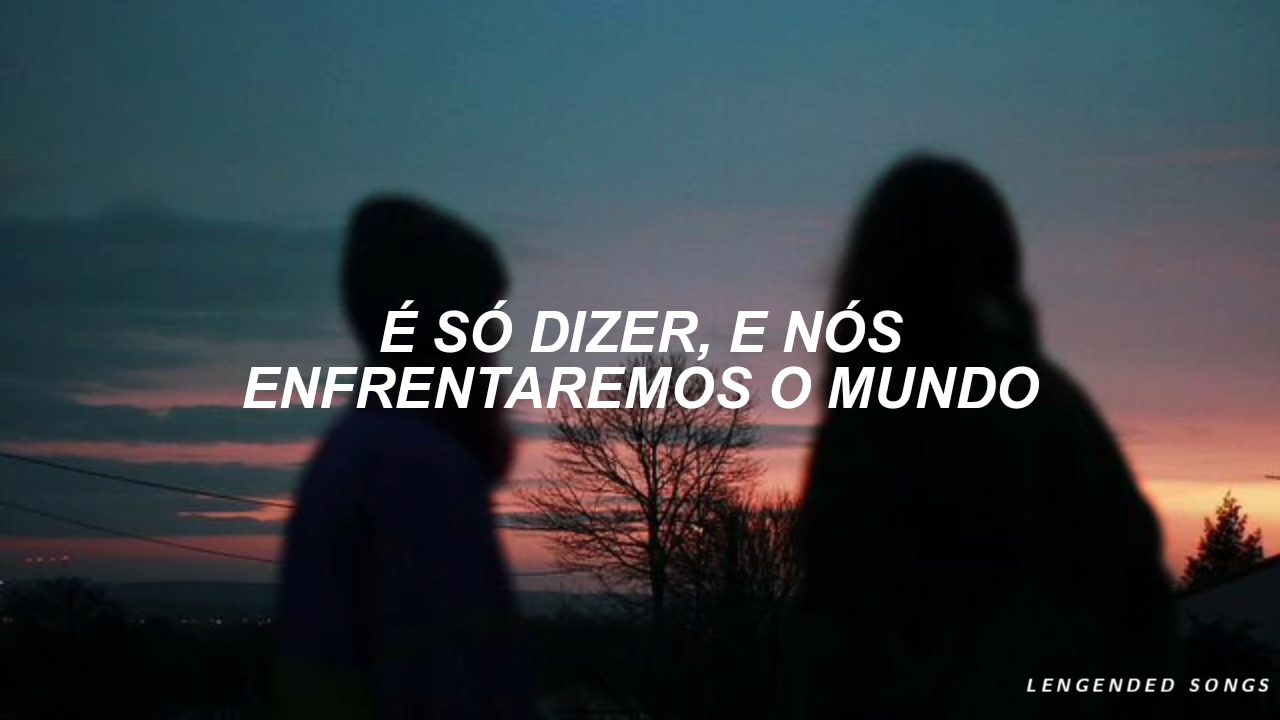 É SÓ DIZER, E NÓS
ENFRENTAREMOS O MUNDO
LENGENDED SONGS